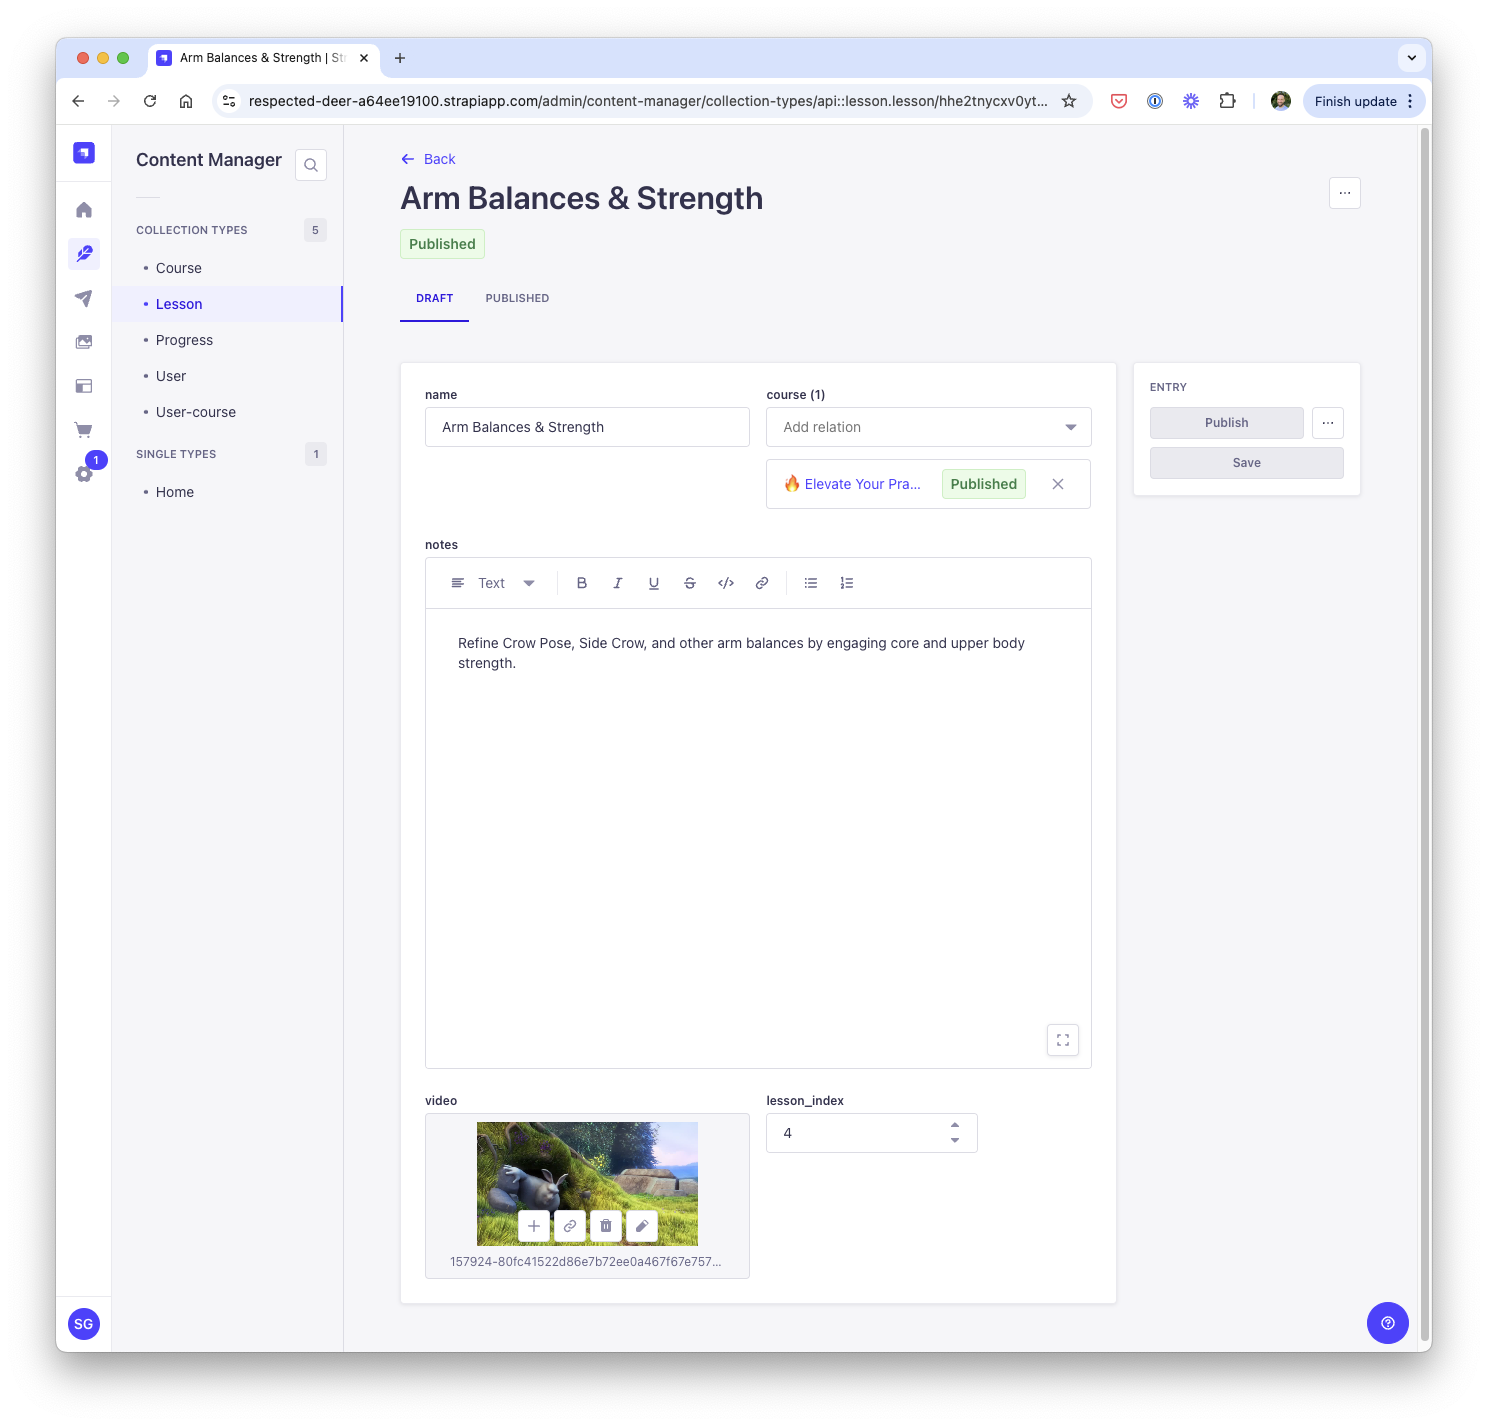 Arm Balances & Strength | St
respected-deer-a64ee19100.strapiapp.com/admin/content-manager/collection-types/api::lesson.lesson/hhe2tnycxv0yt...
Finish update
Content Manager
COLLECTION TYPES
5
Course
Lesson
Progress
User
User-course
SINGLE TYPES
1
Home
1
SG
Back
Arm Balances & Strength
...
Published
DRAFT
PUBLISHED
name
Arm Balances & Strength
course (1)
Add relation
🔥 Elevate Your Pra...
Published
notes
Text
B
I
U
S
Refine Crow Pose, Side Crow, and other arm balances by engaging core and upper body
strength.
video
157924-80fc41522d86e7b72ee0a467f67e757...
lesson_index
4
ENTRY
Publish
...
Save